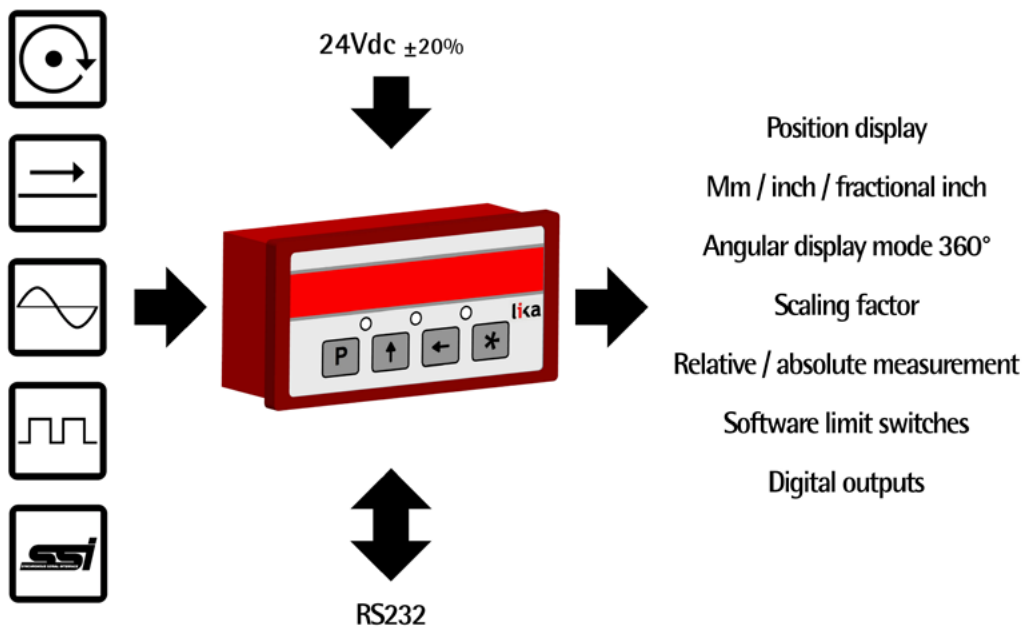 24Vdc ±20%
Position display
Mm / inch / fractional inch
Angular display mode 360°
Scaling factor
Relative / absolute measurement
Software limit switches
Digital outputs
lika
P
*
ssi
RS232